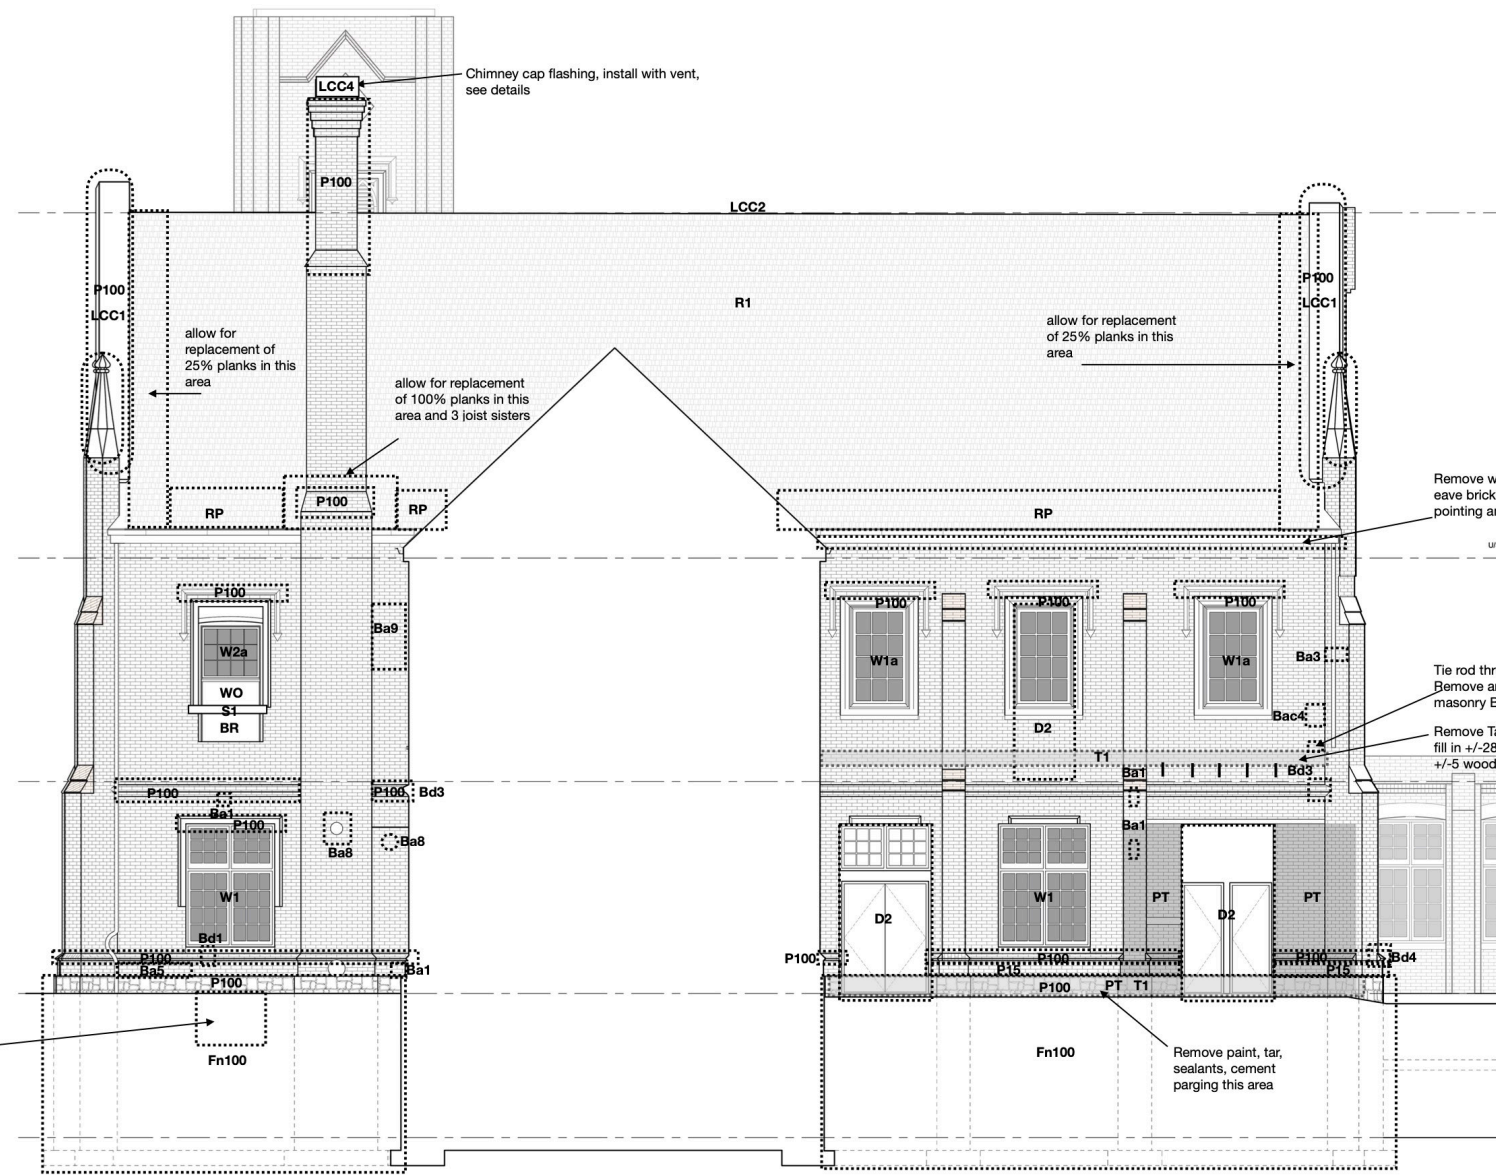 Chimney cap flashing, install with vent,
see details
LCC4
P100
LCC2
P100
LCC1
R1
P100
LCC1
allow for
replacement of
25% planks in this
area
allow for replacement
of 25% planks in this
area
allow for replacement
of 100% planks in this
area and 3 joist sisters
P100
RP
RP
RP
Remove w
eave brick
pointing a
P100
Ba9
W2a
WO
S1
BR
P100
P100
P100
W1a
W1a
Ba3
D2
Bac4
Tie rod thr
Remove a
masonry B
Remove Ta
fill in +/-28
+/-5 wood
T1
Ba1
Bd3
P100
P100
Bd3
Ba1
P100
Ba8
Ba8
Ba1
W1
D2
W1
PT
D2
PT
Bd1
P100
Ba5
Ba1
P100
P100
P100
P15
P100
P15
Bd4
P100
PT
T1
Fn100
Fn100
Remove paint, tar,
sealants, cement
parging this area